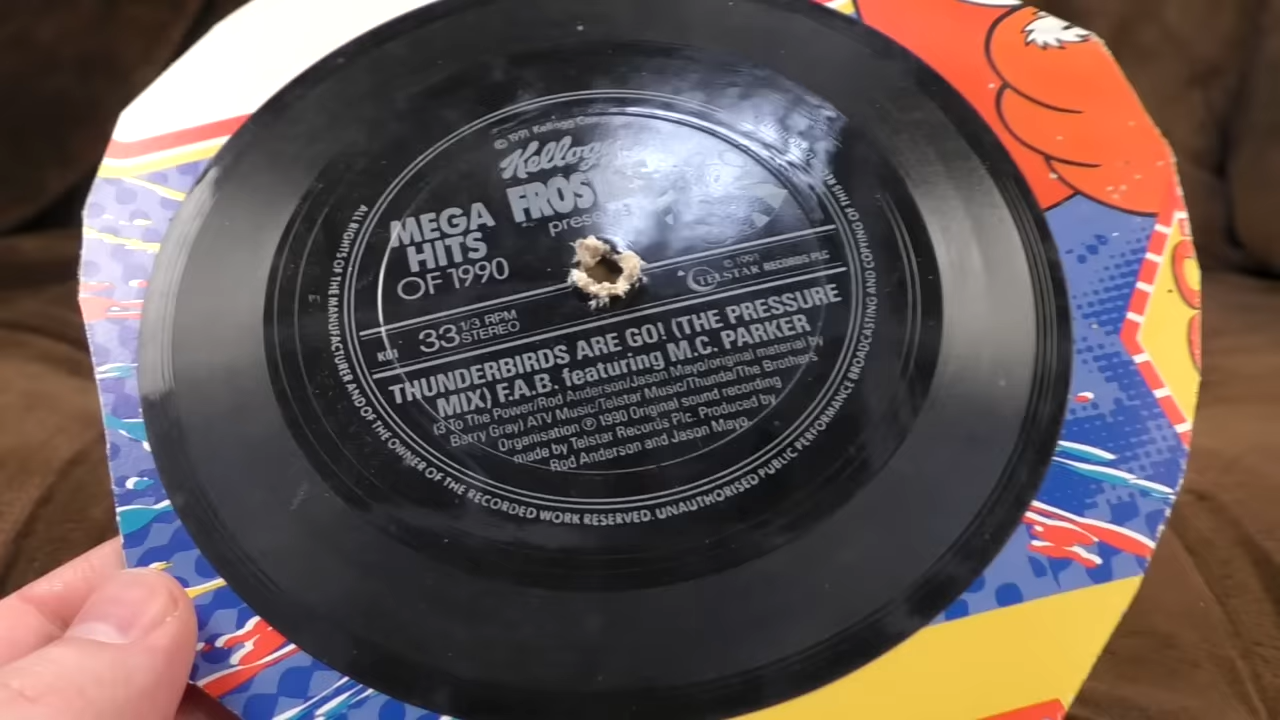 © 1991 Kellogg
Kellogg
FROS
presents
MEGA
HITS
OF 1990
© 1991
TELSTAR RECORDS PLC
K01
33 1/3 RPM
STEREO
THUNDERBIRDS ARE GO! (THE PRESSURE
MIX) F.A.B. featuring M.C. PARKER
(3 To The Power/Rod Anderson/Jason Mayo/original material by
Barry Gray) ATV Music/Telstar Music/Thunda/The Brothers
Organisation ℗ 1990 Original sound recording
made by Telstar Records Plc. Produced by
Rod Anderson and Jason Mayo.
ALL RIGHTS OF THE MANUFACTURER AND OF THE OWNER OF THE RECORDED WORK RESERVED. UNAUTHORISED PUBLIC PERFORMANCE BROADCASTING AND COPYING OF THIS